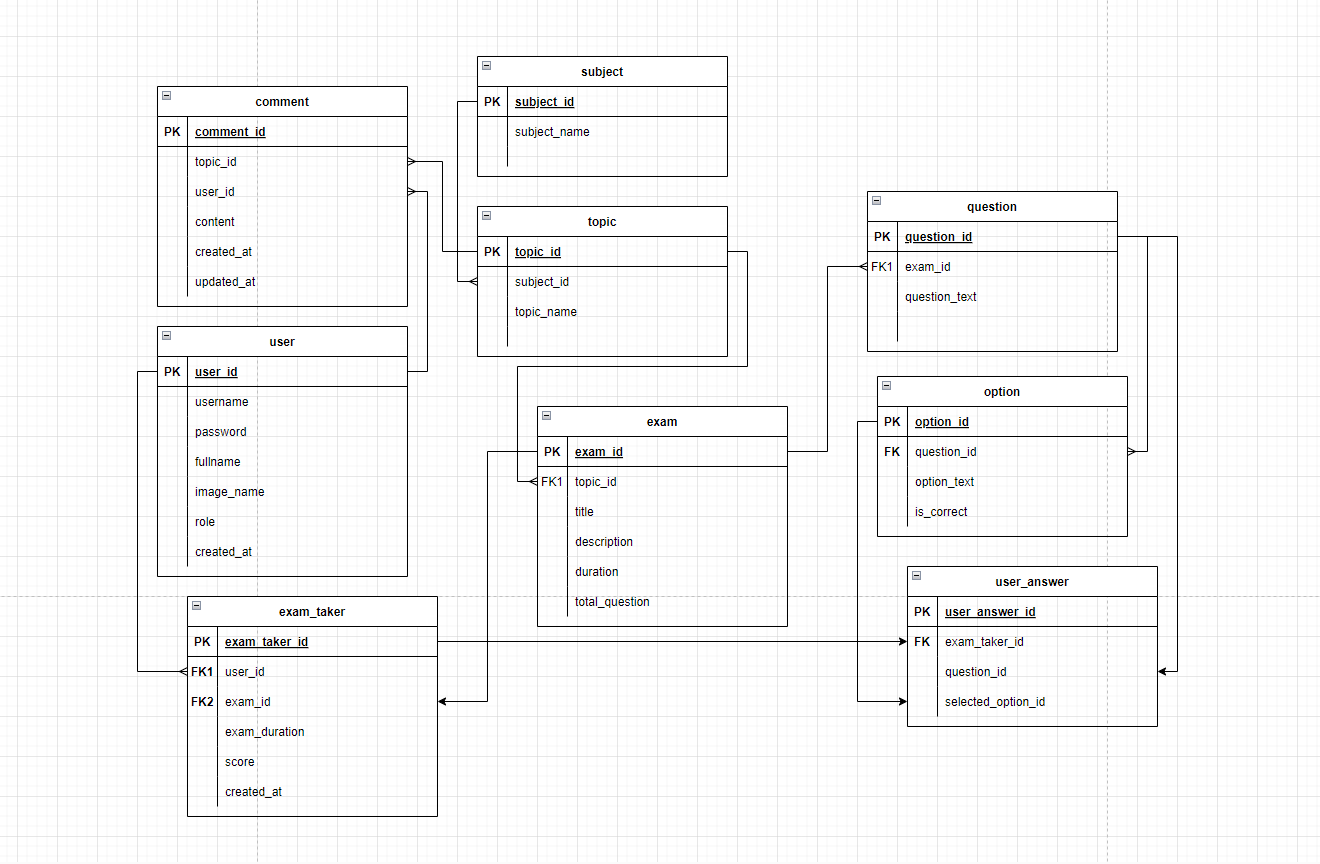 subject
PK subject_id
subject_name
comment
PK comment_id
topic_id
user_id
content
created_at
updated_at
topic
PK topic_id
subject_id
topic_name
question
PK question_id
FK1 exam_id
question_text
user
PK user_id
username
password
fullname
image_name
role
created_at
exam
PK exam_id
FK1 topic_id
title
description
duration
total_question
option
PK option_id
FK question_id
option_text
is_correct
exam_taker
PK exam_taker_id
FK1 user_id
FK2 exam_id
exam_duration
score
created_at
user_answer
PK user_answer_id
FK exam_taker_id
question_id
selected_option_id